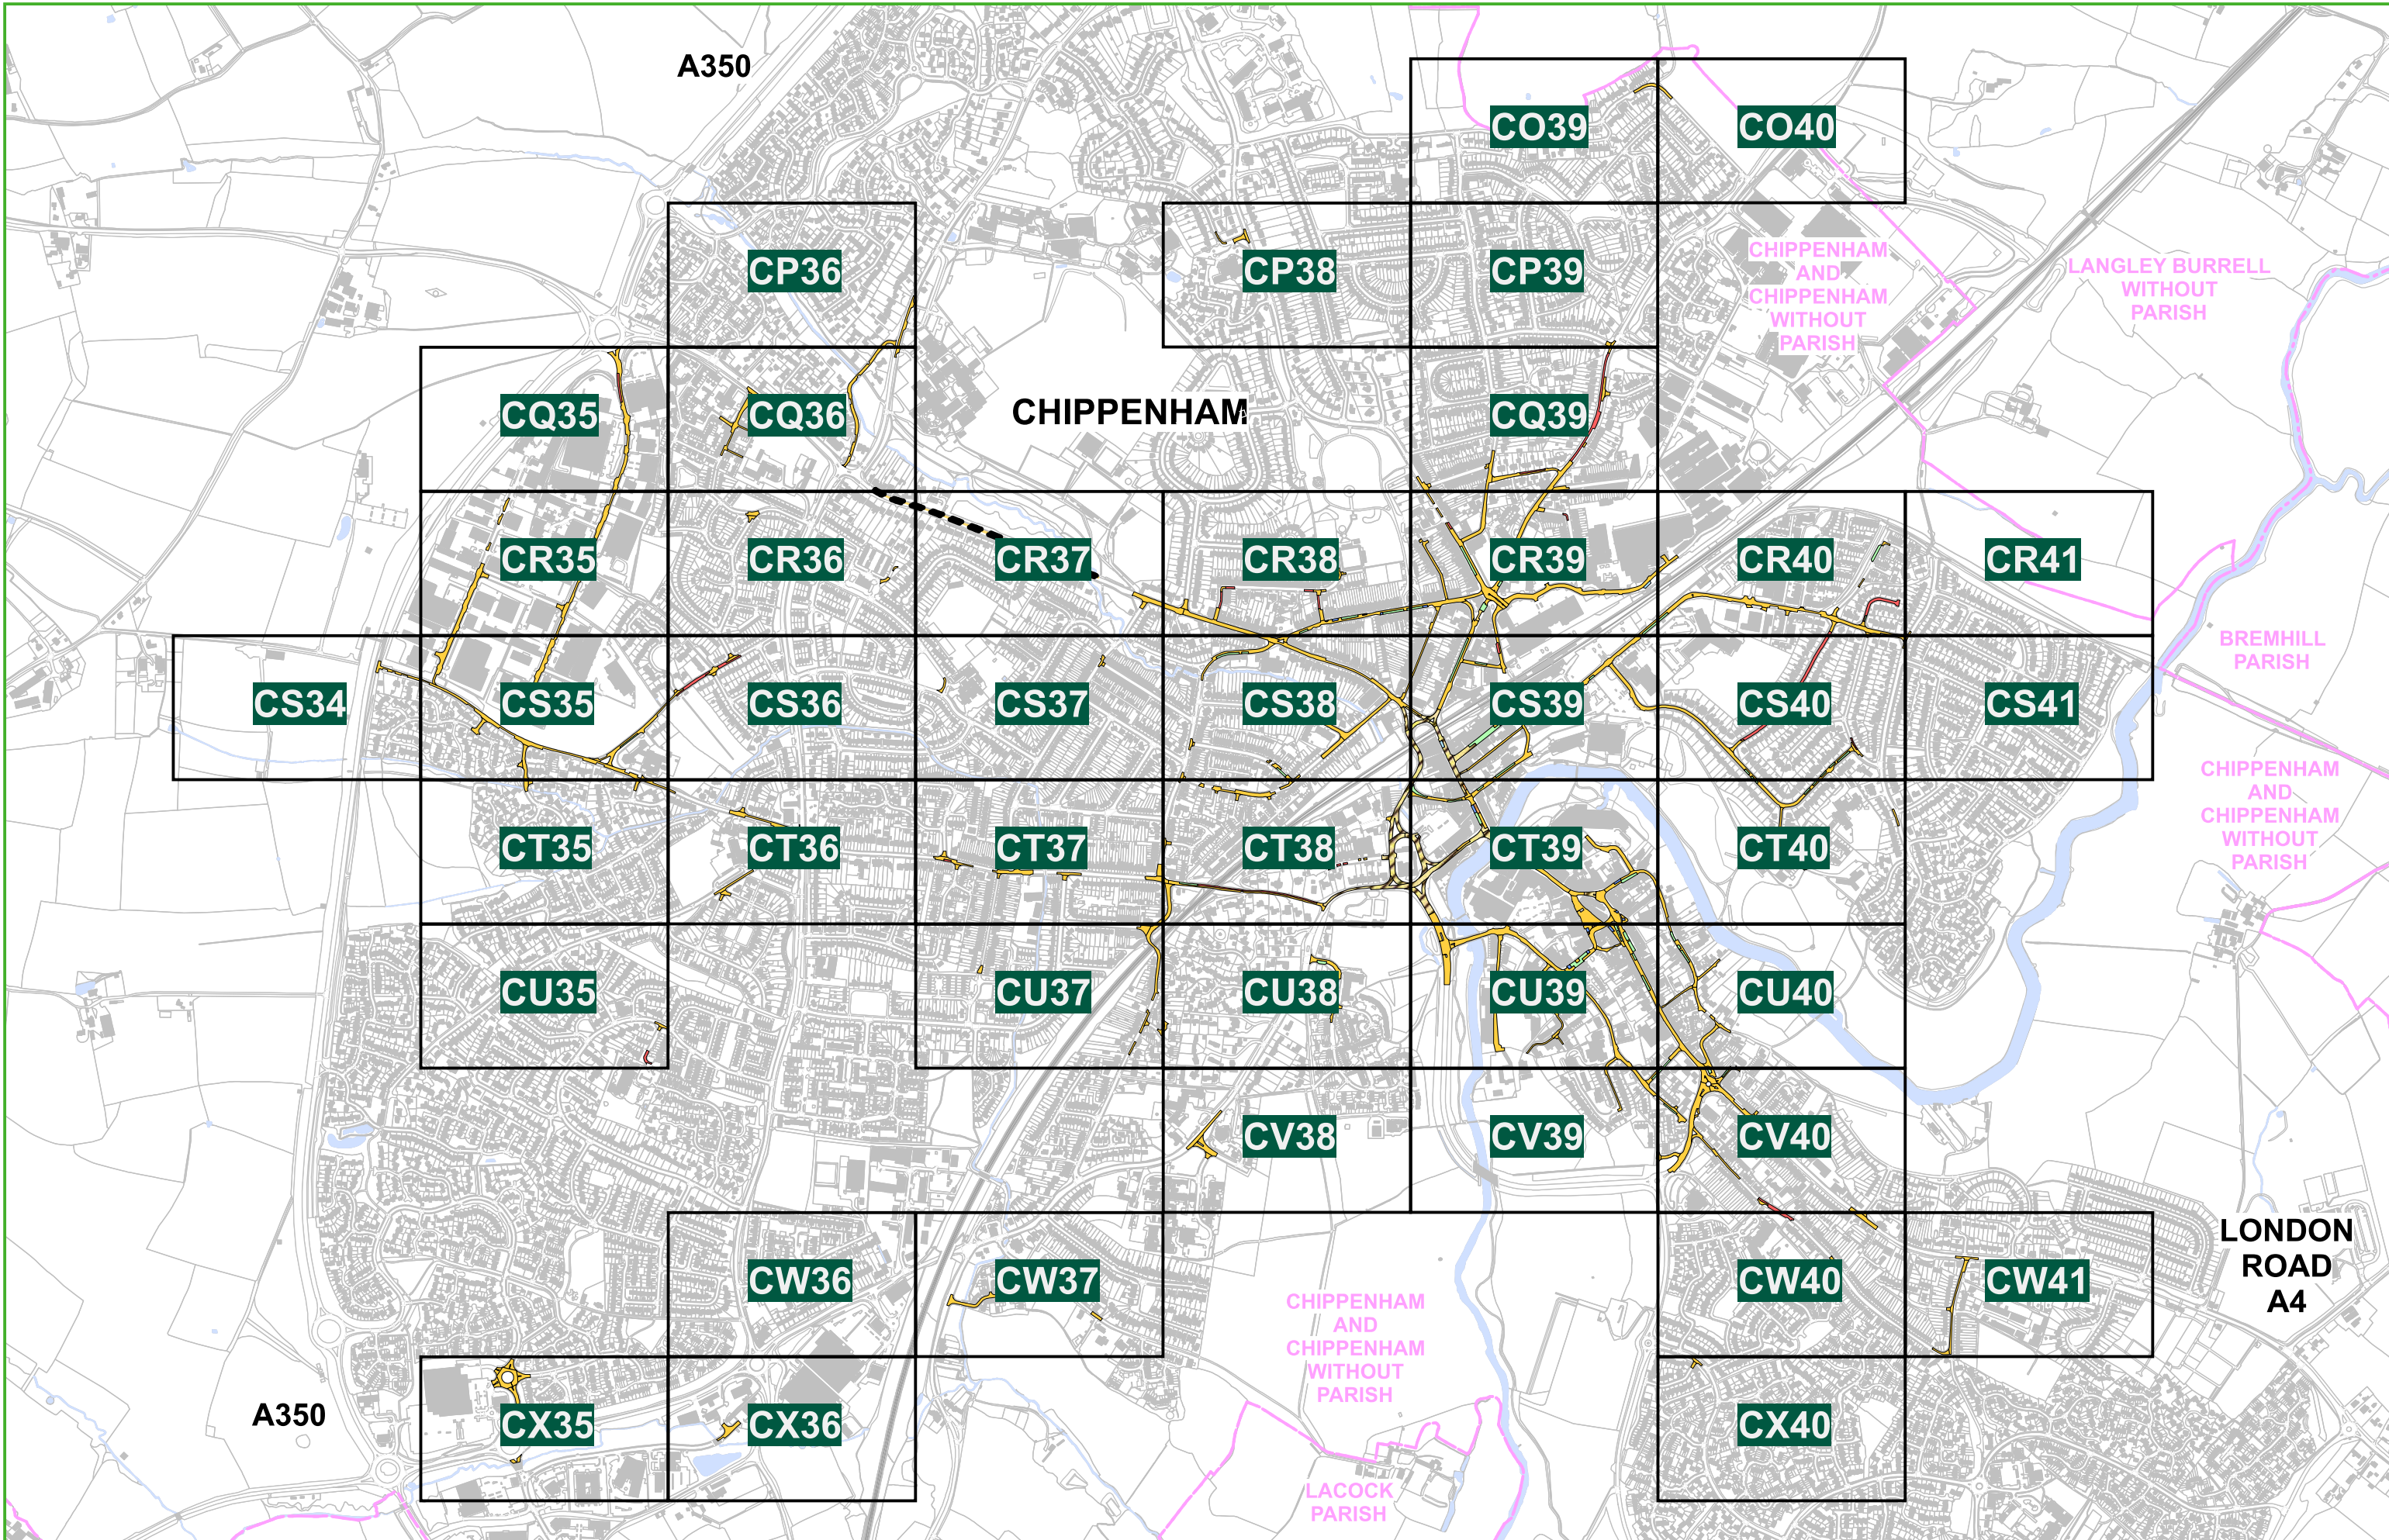 A350
CO39
CO40
CP36
CP38
CP39
CHIPPENHAM
AND
CHIPPENHAM
WITHOUT
PARISH
LANGLEY BURRELL
WITHOUT
PARISH
CQ35
CQ36
CHIPPENHAM
CQ39
CR35
CR36
CR37
CR38
CR39
CR40
CR41
BREMHILL
PARISH
CS34
CS35
CS36
CS37
CS38
CS39
CS40
CS41
CHIPPENHAM
AND
CHIPPENHAM
WITHOUT
PARISH
CT35
CT36
CT37
CT38
CT39
CT40
CU35
CU37
CU38
CU39
CU40
CV38
CV39
CV40
CW36
CW37
CW40
CW41
LONDON
ROAD
A4
CHIPPENHAM
AND
CHIPPENHAM
WITHOUT
PARISH
A350
CX35
CX36
CX40
LACOCK
PARISH